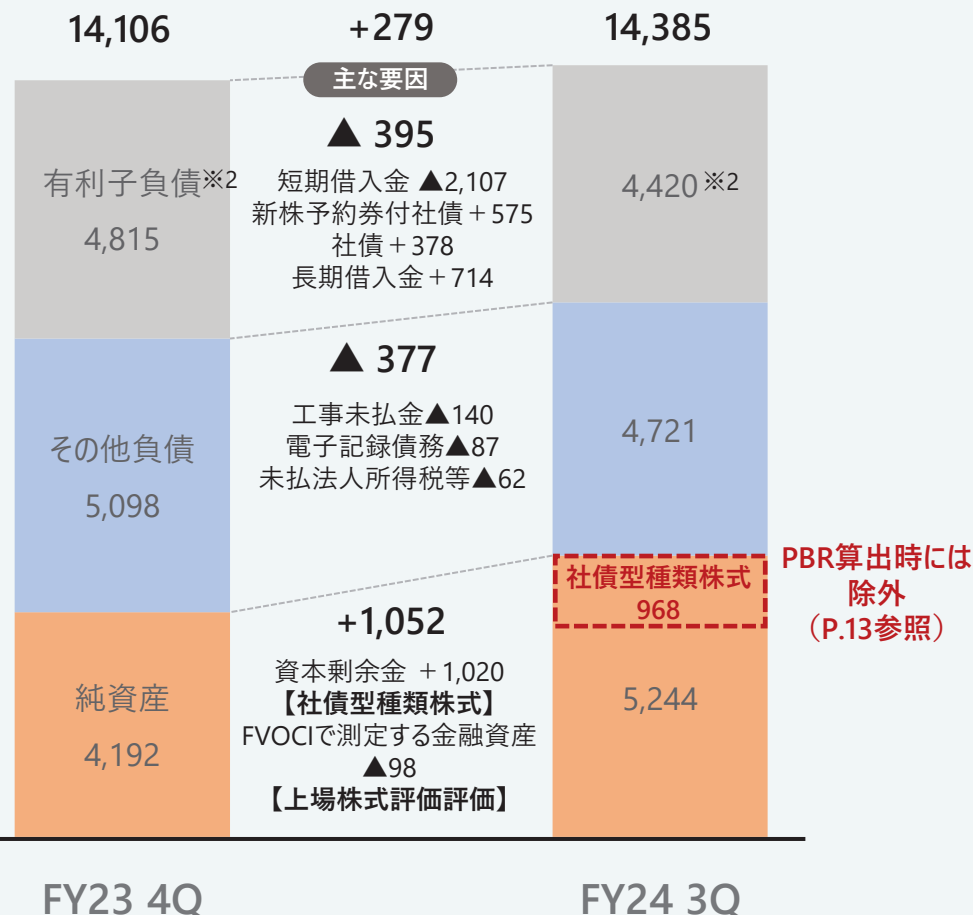 14,106
+279
14,385
主な要因
有利子負債※2
4,815
▲ 395
短期借入金 ▲2,107
新株予約券付社債＋575
社債＋378
長期借入金＋714
4,420※2
その他負債
5,098
▲ 377
工事未払金▲140
電子記録債務▲87
未払法人所得税等▲62
4,721
社債型種類株式
968
PBR算出時には
除外
（P.13参照）
純資産
4,192
+1,052
資本剰余金 ＋1,020
【社債型種類株式】
FVOCIで測定する金融資産
▲98
【上場株式評価評価】
5,244
FY23 4Q
FY24 3Q